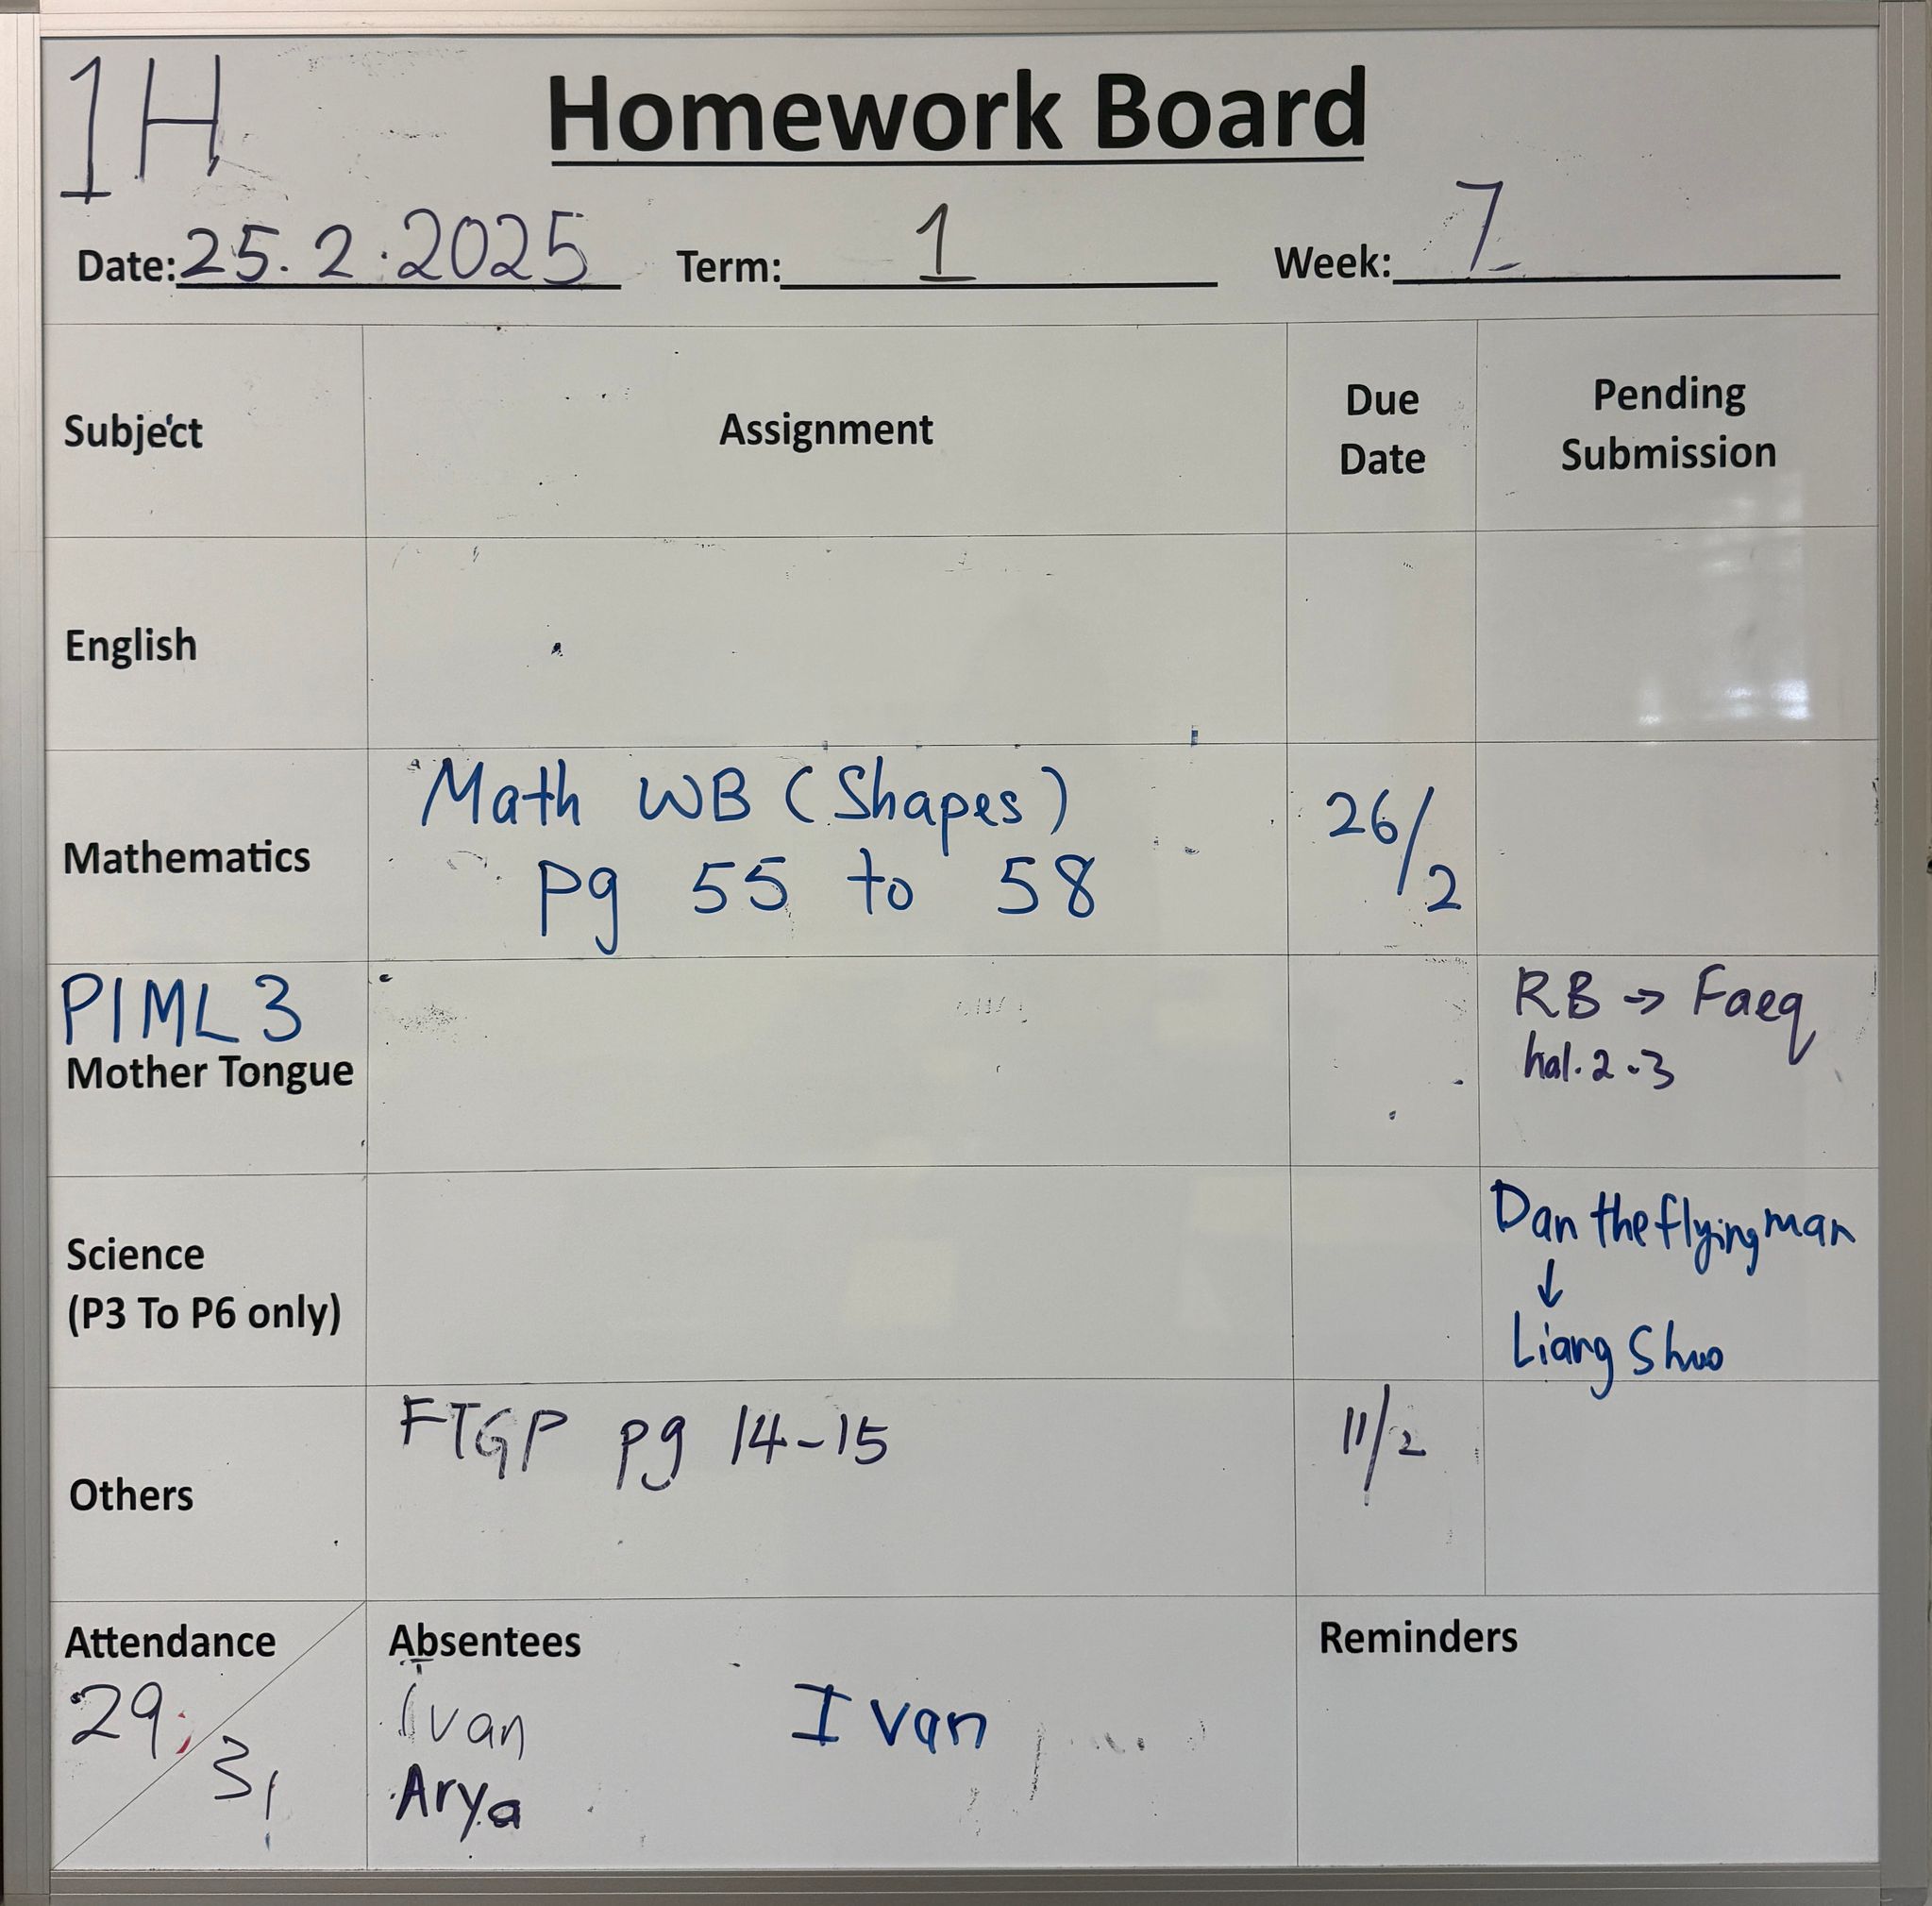 1H
Homework Board
Date: 25.2.2025 Term: 1 Week: 7
Subject Assignment Due Date Pending Submission
English
Mathematics
Math WB (Shapes)
pg 55 to 58
26/2
PIML 3
Mother Tongue
RB → Faeq
hal. 2-3
Science
(P3 To P6 only)
Dan the flying man
↓
Liang Shuo
Others
FTGP pg 14-15
11/2
Attendance
29/31
Absentees
Ivan Ivan
Arya
Reminders